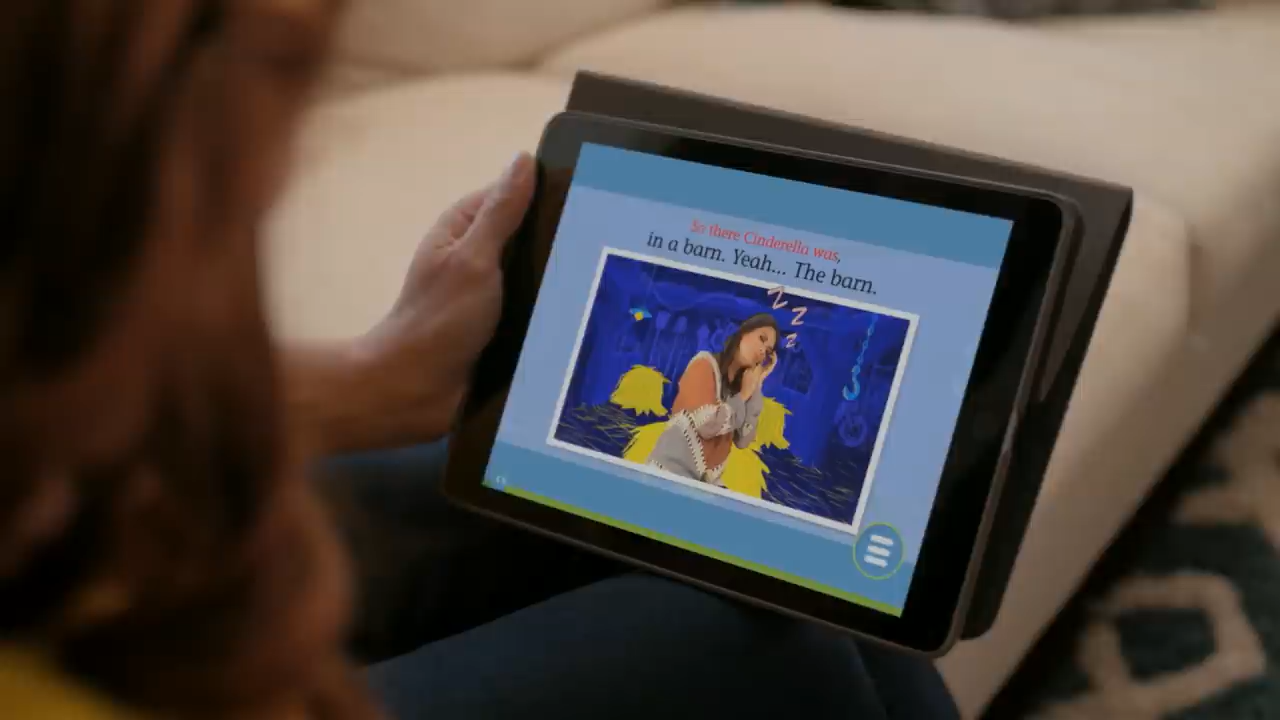 So there Cinderella was,
in a barn. Yeah... The barn.
Z
Z
Z